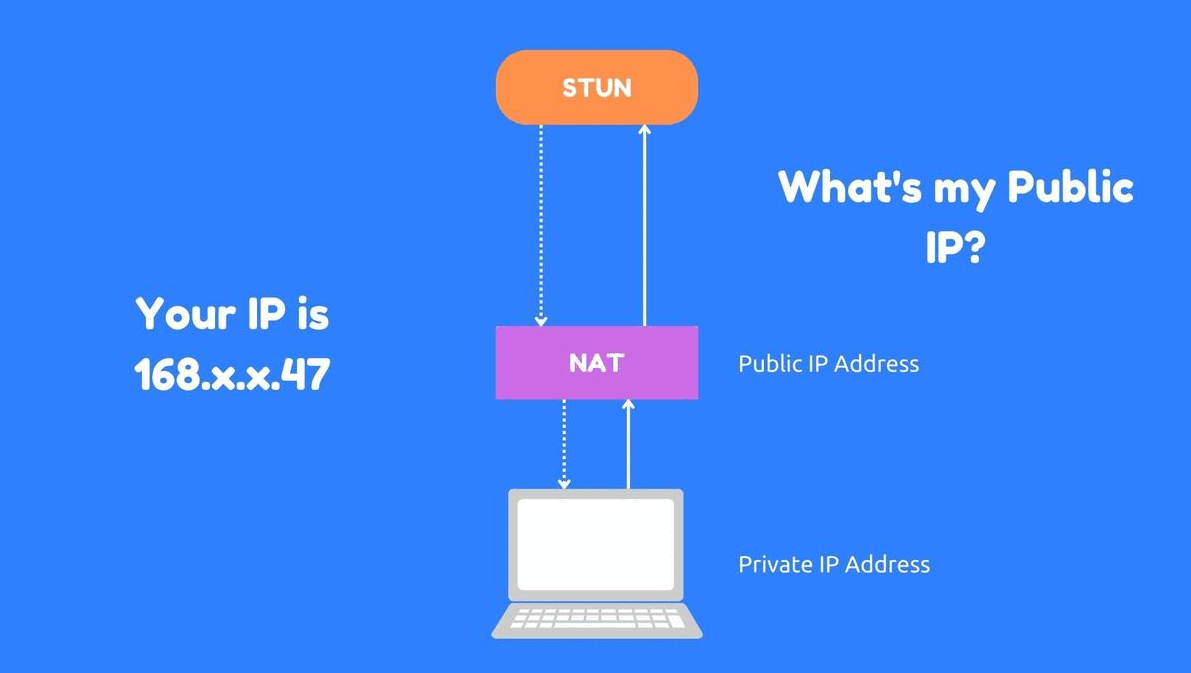 STUN
What's my Public
IP?
Your IP is
168.x.x.47
NAT
Public IP Address
Private IP Address